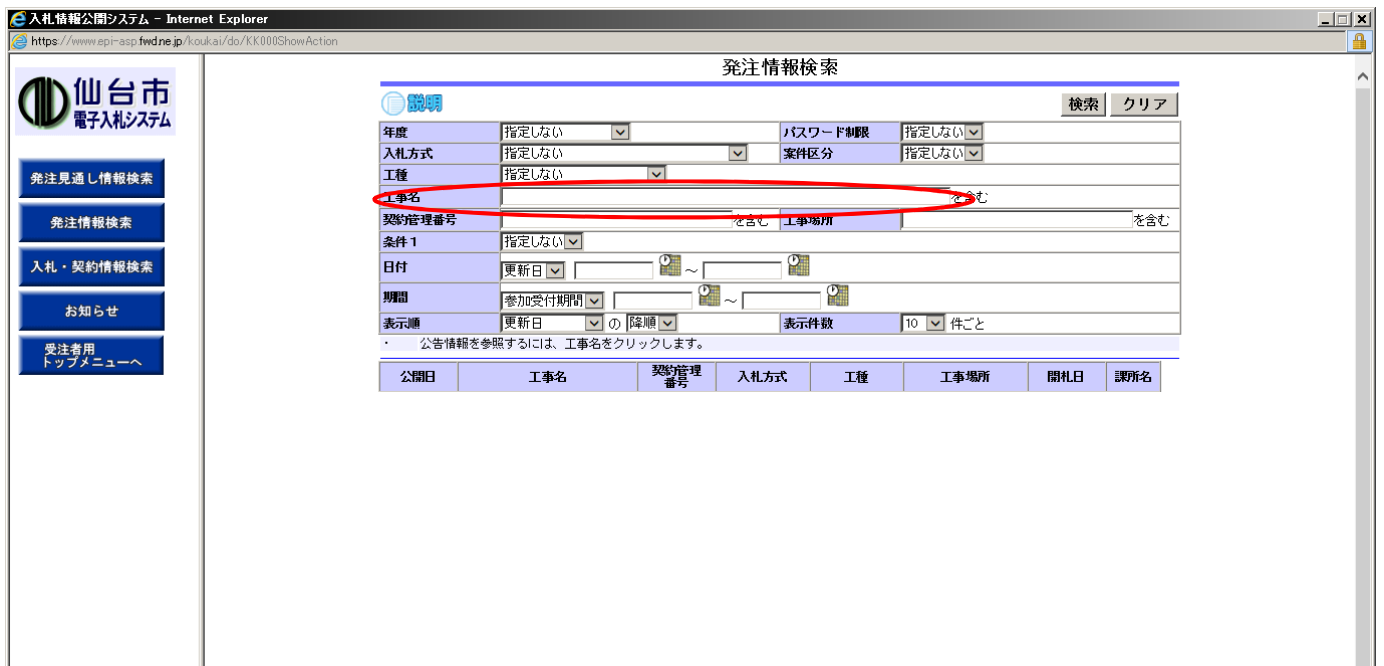 入札情報公開システム - Internet Explorer
https://www.epi-asp.fwd.ne.jp/koukai/do/KK000ShowAction
仙台市
電子入札システム
発注見通し情報検索
発注情報検索
入札・契約情報検索
お知らせ
受注者用
トップメニューへ
発注情報検索
説明
検索 クリア
年度 指定しない パスワード制限 指定しない
入札方式 指定しない 案件区分 指定しない
工種 指定しない
工事名 を含む
契約管理番号 を含む 工事場所 を含む
条件1 指定しない
日付 更新日 ～
期間 参加受付期間 ～
表示順 更新日 の 降順 表示件数 10 件ごと
・ 公告情報を参照するには、工事名をクリックします。
公開日 工事名 契約管理番号 入札方式 工種 工事場所 開札日 課所名